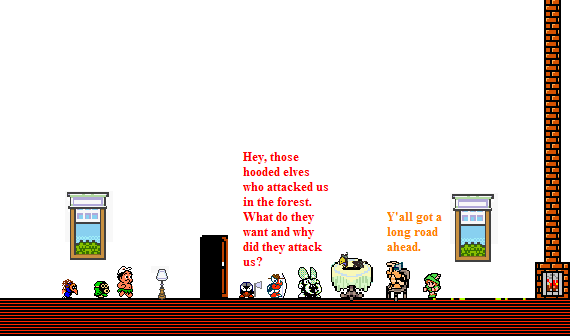 Hey, those
hooded elves
who attacked us
in the forest.
What do they
want and why
did they attack
us?
Y'all got a
long road
ahead.